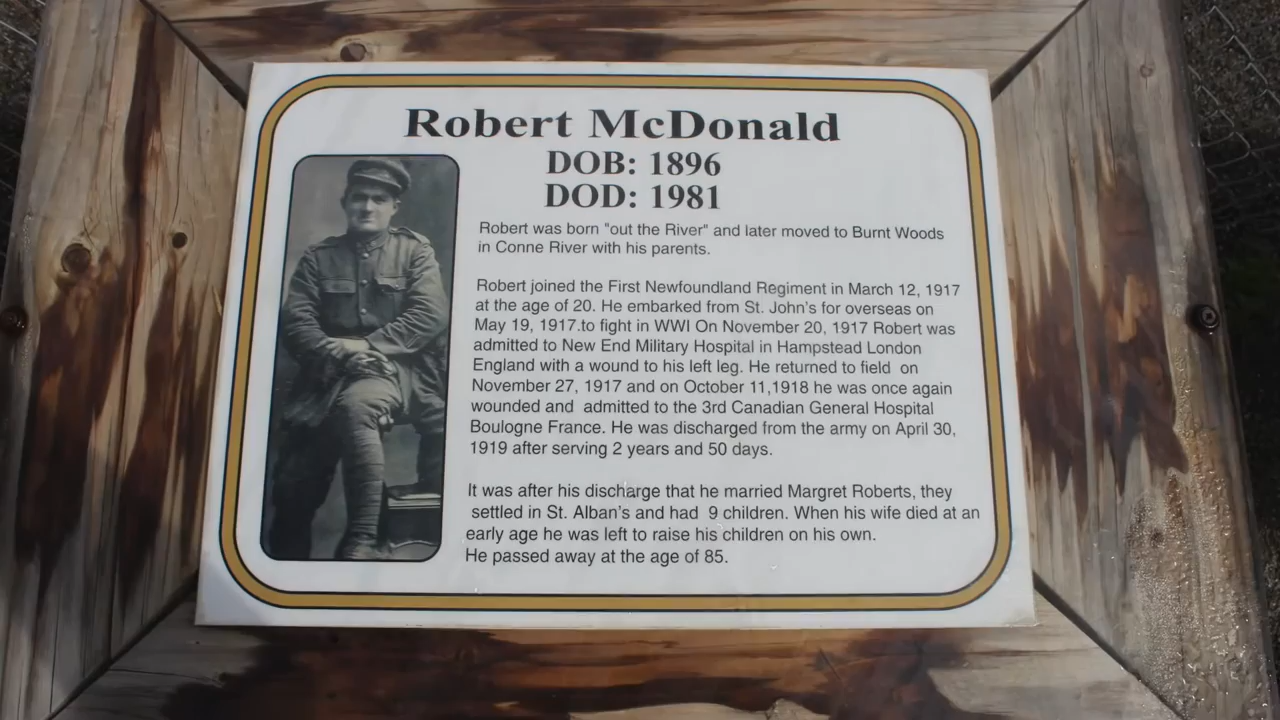 Robert McDonald
DOB: 1896
DOD: 1981
Robert was born "out the River" and later moved to Burnt Woods
in Conne River with his parents.
Robert joined the First Newfoundland Regiment in March 12, 1917
at the age of 20. He embarked from St. John's for overseas on
May 19, 1917.to fight in WWI On November 20, 1917 Robert was
admitted to New End Military Hospital in Hampstead London
England with a wound to his left leg. He returned to field on
November 27, 1917 and on October 11,1918 he was once again
wounded and admitted to the 3rd Canadian General Hospital
Boulogne France. He was discharged from the army on April 30,
1919 after serving 2 years and 50 days.
It was after his discharge that he married Margret Roberts, they
settled in St. Alban's and had 9 children. When his wife died at an
early age he was left to raise his children on his own.
He passed away at the age of 85.